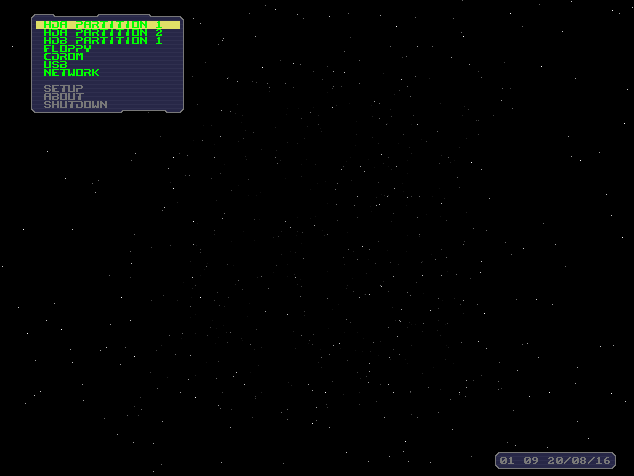 HDA PARTITION 1
HDA PARTITION 2
HDB PARTITION 1
FLOPPY
CDROM
USB
NETWORK
SETUP
ABOUT
SHUTDOWN
01 09 20/08/16